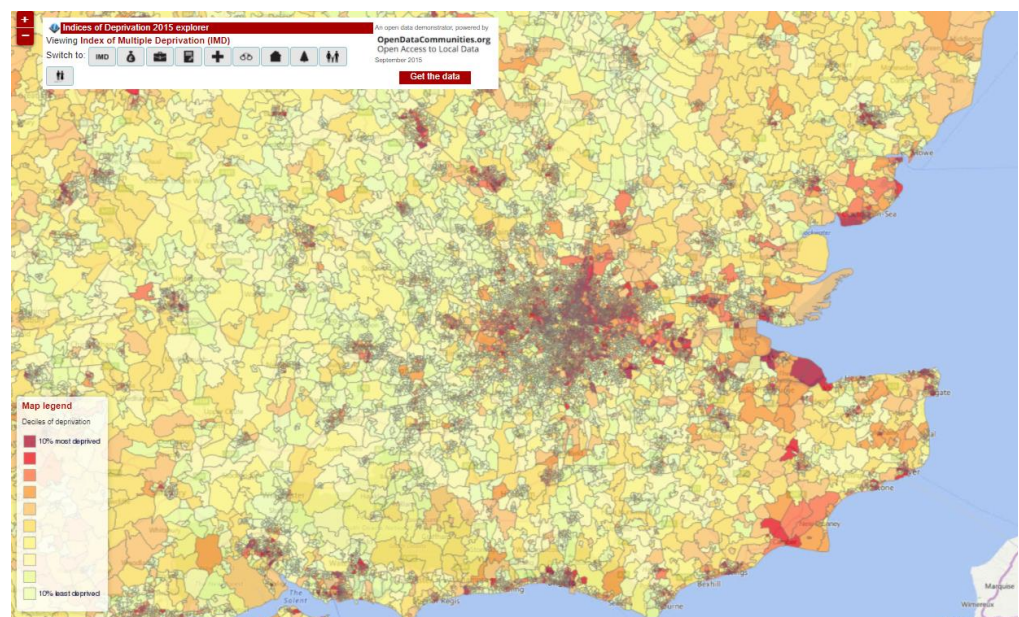 +
−
Indices of Deprivation 2015 explorer
Viewing Index of Multiple Deprivation (IMD)
Switch to:
IMD
An open data demonstrator, powered by
OpenDataCommunities.org
Open Access to Local Data
September 2015
Get the data
Map legend
Deciles of deprivation
10% most deprived
10% least deprived
The
Solent
Bexhill
Marquise